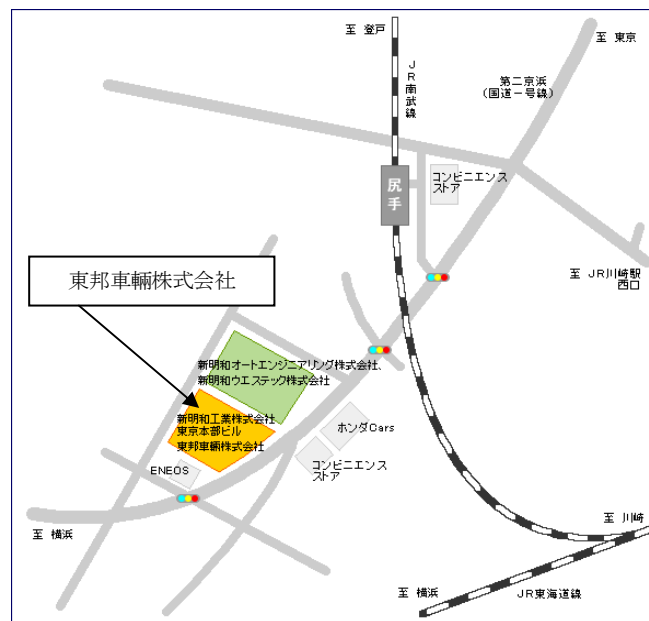 至 登戸
至 東京
JR南武線
第二京浜
(国道一号線)
コンビニエンス
ストア
尻手
東邦車輛株式会社
至 JR川崎駅
西口
新明和オートエンジニアリング株式会社、
新明和ウエステック株式会社
新明和工業株式会社
東京本部ビル
東邦車輛株式会社
ホンダCars
コンビニエンス
ストア
ENEOS
至 横浜
至 川崎
至 横浜
JR東海道線